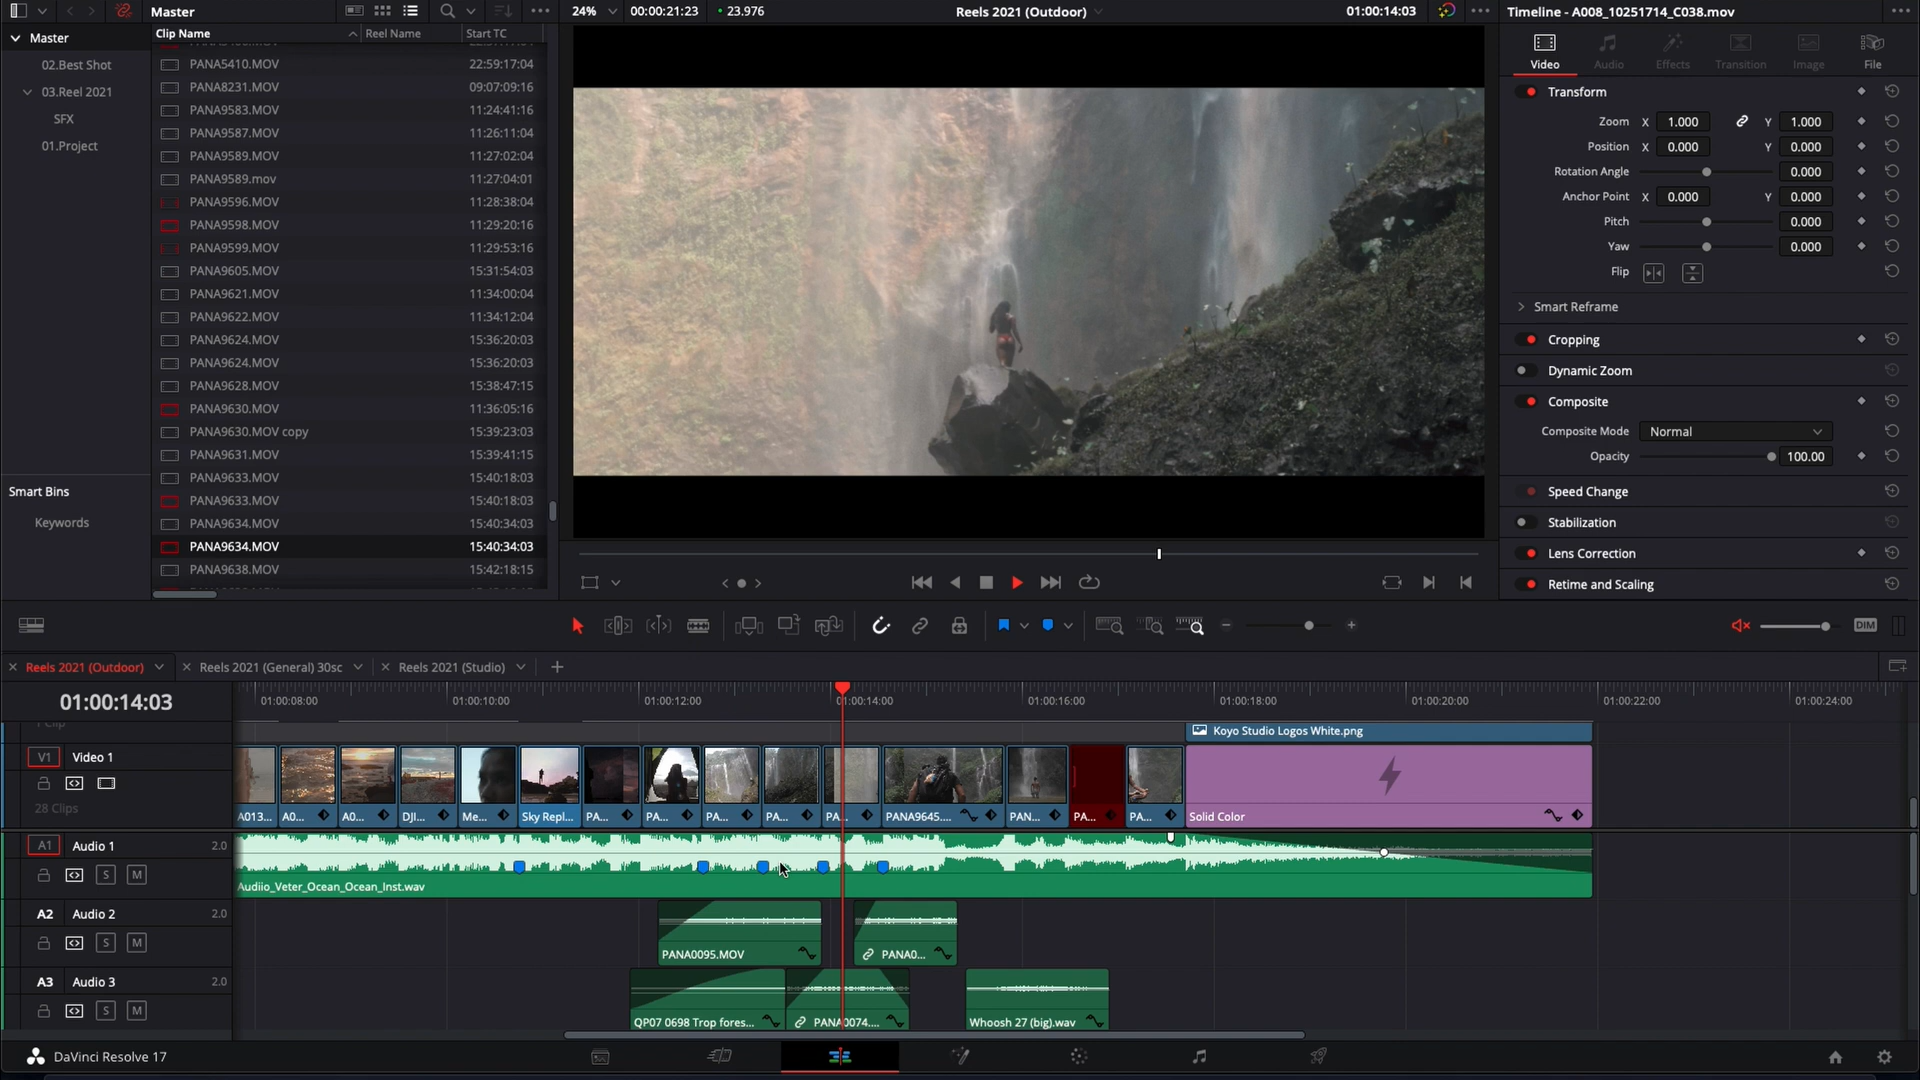 Master
24%
00:00:21:23
23.976
Reels 2021 (Outdoor)
01:00:14:03
Timeline - A008_10251714_C038.mov
Master
02.Best Shot
03.Reel 2021
SFX
01.Project
Smart Bins
Keywords
Clip Name Reel Name Start TC
PANA5410.MOV 22:59:17:04
PANA8231.MOV 09:07:09:16
PANA9583.MOV 11:24:41:16
PANA9587.MOV 11:26:11:04
PANA9589.MOV 11:27:02:04
PANA9589.mov 11:27:04:01
PANA9596.MOV 11:28:38:04
PANA9598.MOV 11:29:20:16
PANA9599.MOV 11:29:53:16
PANA9605.MOV 15:31:54:03
PANA9621.MOV 11:34:00:04
PANA9622.MOV 11:34:12:04
PANA9624.MOV 15:36:20:03
PANA9624.MOV 15:36:20:03
PANA9628.MOV 15:38:47:15
PANA9630.MOV 11:36:05:16
PANA9630.MOV copy 15:39:23:03
PANA9631.MOV 15:39:41:15
PANA9633.MOV 15:40:18:03
PANA9633.MOV 15:40:18:03
PANA9634.MOV 15:40:34:03
PANA9634.MOV 15:40:34:03
PANA9638.MOV 15:42:18:15
Video Audio Effects Transition Image File
Transform
Zoom X 1.000 Y 1.000
Position X 0.000 Y 0.000
Rotation Angle 0.000
Anchor Point X 0.000 Y 0.000
Pitch 0.000
Yaw 0.000
Flip
Smart Reframe
Cropping
Dynamic Zoom
Composite
Composite Mode Normal
Opacity 100.00
Speed Change
Stabilization
Lens Correction
Retime and Scaling
DIM
Reels 2021 (Outdoor) Reels 2021 (General) 30sc Reels 2021 (Studio)
01:00:14:03
01:00:08:00 01:00:10:00 01:00:12:00 01:00:14:00 01:00:16:00 01:00:18:00 01:00:20:00 01:00:22:00 01:00:24:00
Koyo Studio Logos White.png
V1 Video 1
28 Clips
A013... A0... A0... DJI... Me... Sky Repl... PA... PA... PA... PA... PA... PANA9645.... PAN... PA... PA... Solid Color
A1 Audio 1 2.0
S M
Audiio_Veter_Ocean_Ocean_Inst.wav
A2 Audio 2 2.0
S M
PANA0095.MOV PANA0...
A3 Audio 3 2.0
S M
QP07 0698 Trop fores... PANA0074.... Whoosh 27 (big).wav
DaVinci Resolve 17